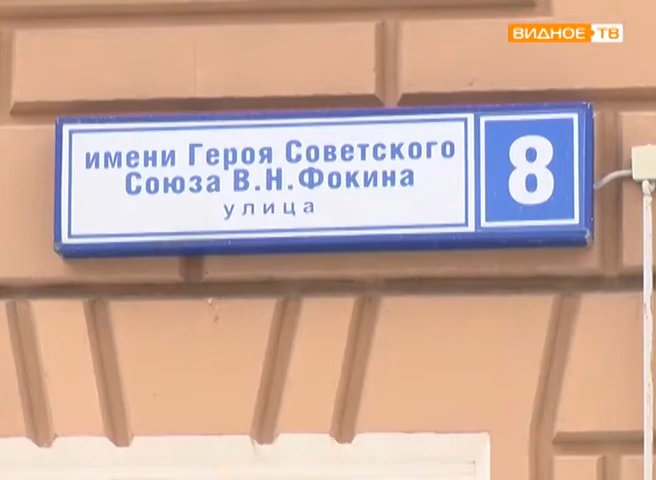 ВИДНОЕ ТВ
имени Героя Советского
Союза В.Н.Фокина
улица
8